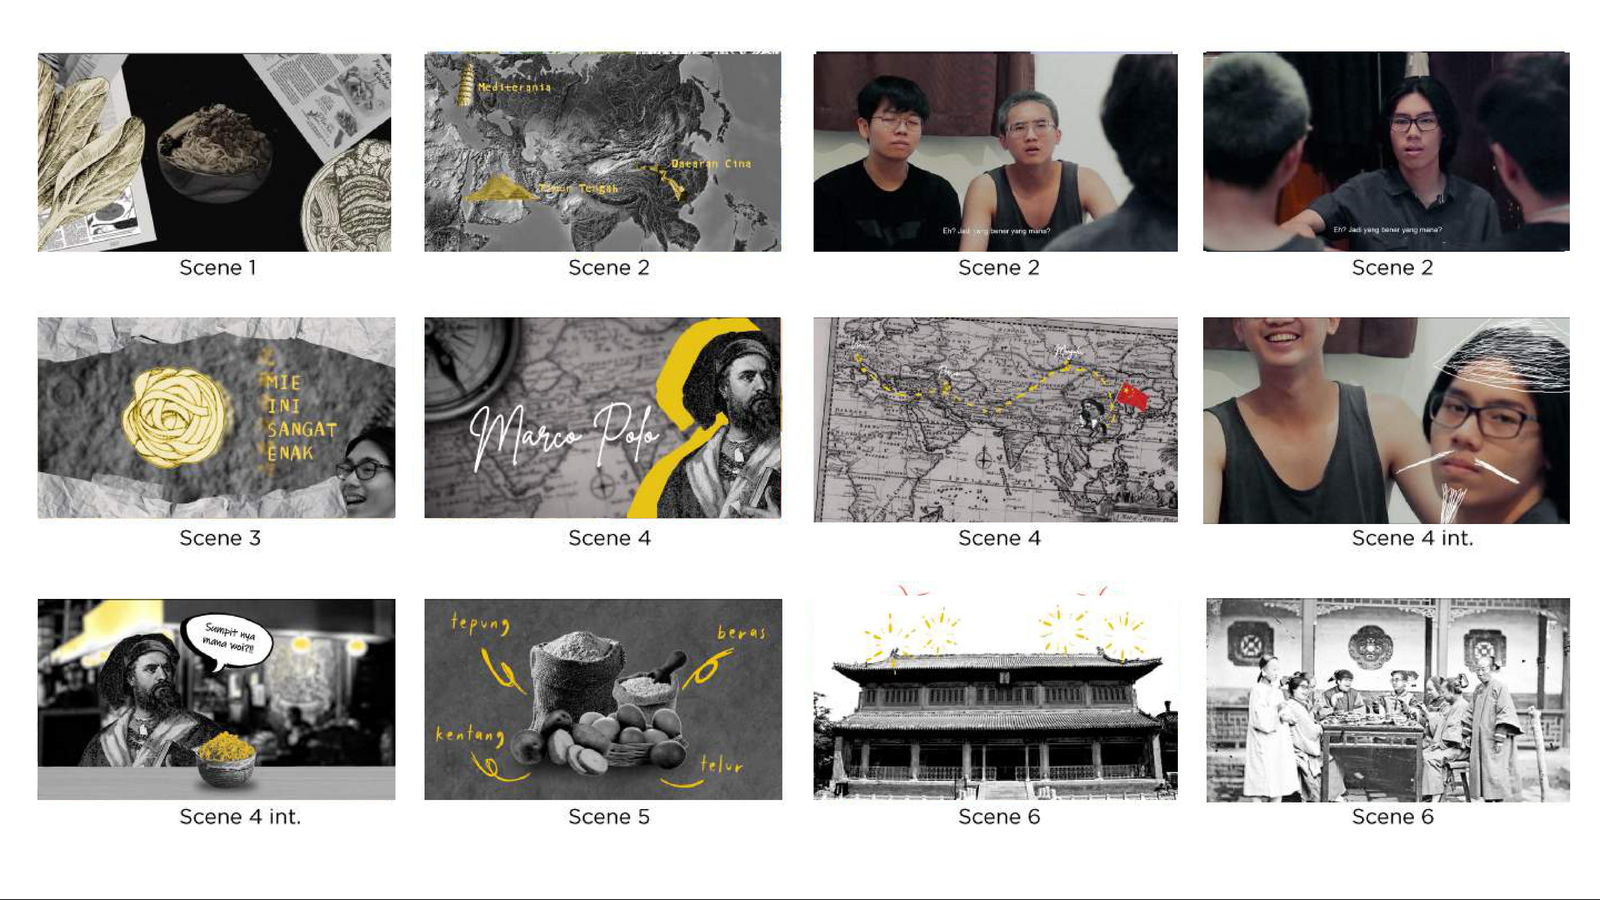 Mediterania
Daearan Cina
Timur Tengah
Eh? Jadi yang bener yang mana?
Eh? Jadi yang bener yang mana?
Scene 1
Scene 2
Scene 2
Scene 2
MIE
INI
SANGAT
ENAK
Marco Polo
Scene 3
Scene 4
Scene 4
Scene 4 int.
Sumpit nya
mana woi?!!
tepung
beras
kentang
telur
Scene 4 int.
Scene 5
Scene 6
Scene 6